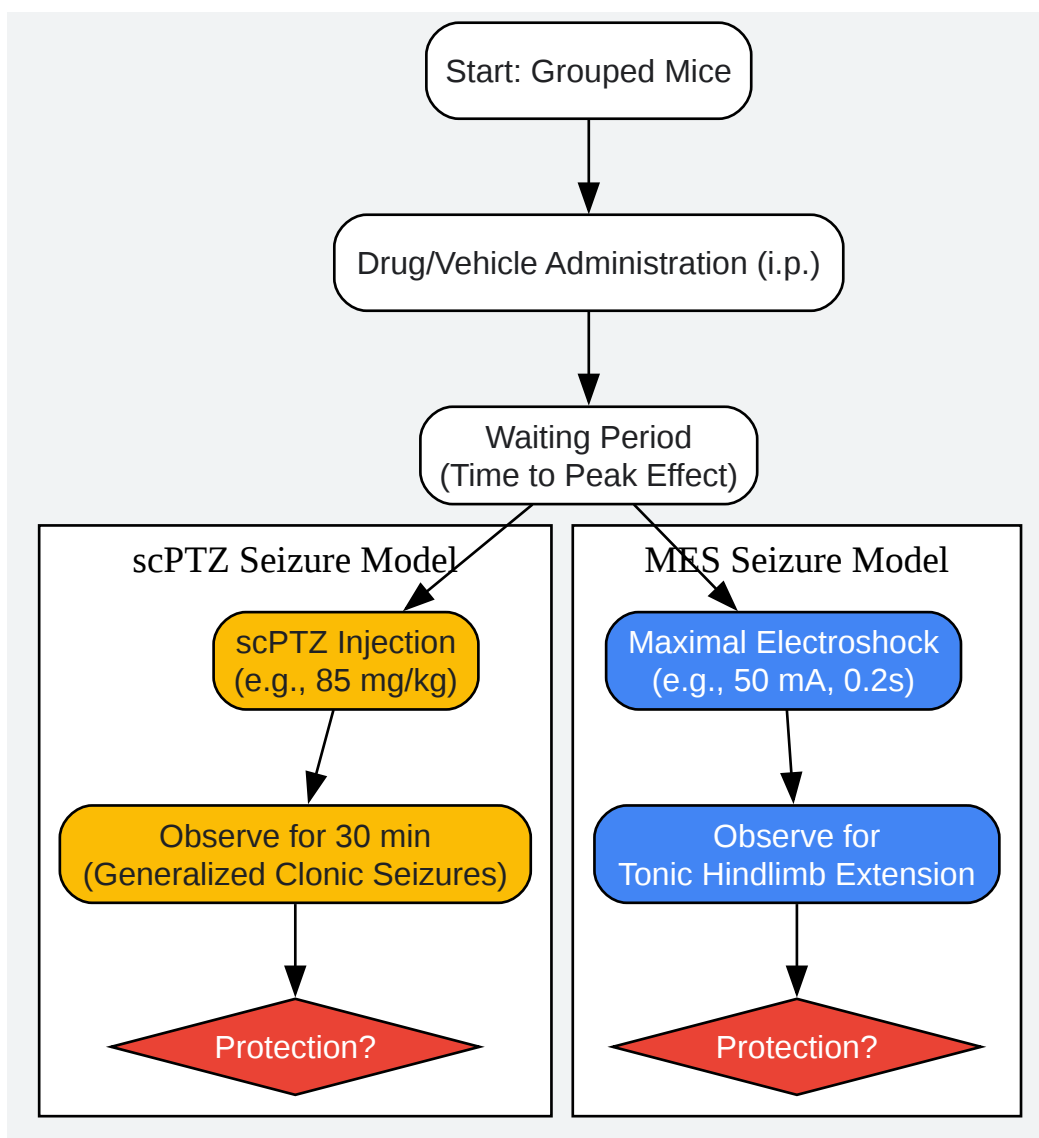 Start: Grouped Mice
Drug/Vehicle Administration (i.p.)
Waiting Period
(Time to Peak Effect)
scPTZ Seizure Model
scPTZ Injection
(e.g., 85 mg/kg)
Observe for 30 min
(Generalized Clonic Seizures)
Protection?
MES Seizure Model
Maximal Electroshock
(e.g., 50 mA, 0.2s)
Observe for
Tonic Hindlimb Extension
Protection?